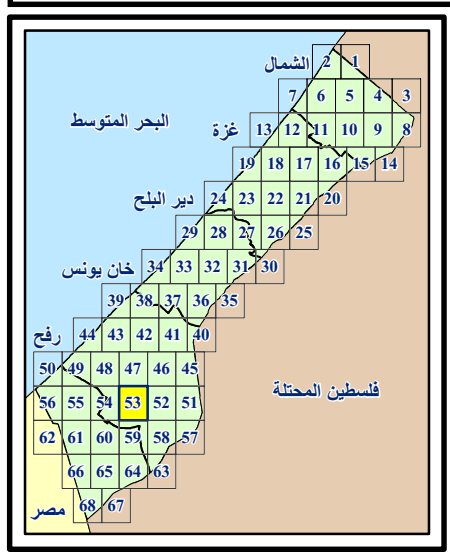 الشمال
2 1
7 6 5 4 3
البحر المتوسط
غزة
13 12 11 10 9 8
19 18 17 16 15 14
دير البلح
24 23 22 21 20
29 28 27 26 25
خان يونس
34 33 32 31 30
39 38 37 36 35
رفح
44 43 42 41 40
50 49 48 47 46 45
فلسطين المحتلة
56 55 54 53 52 51
62 61 60 59 58 57
66 65 64 63
مصر
68 67